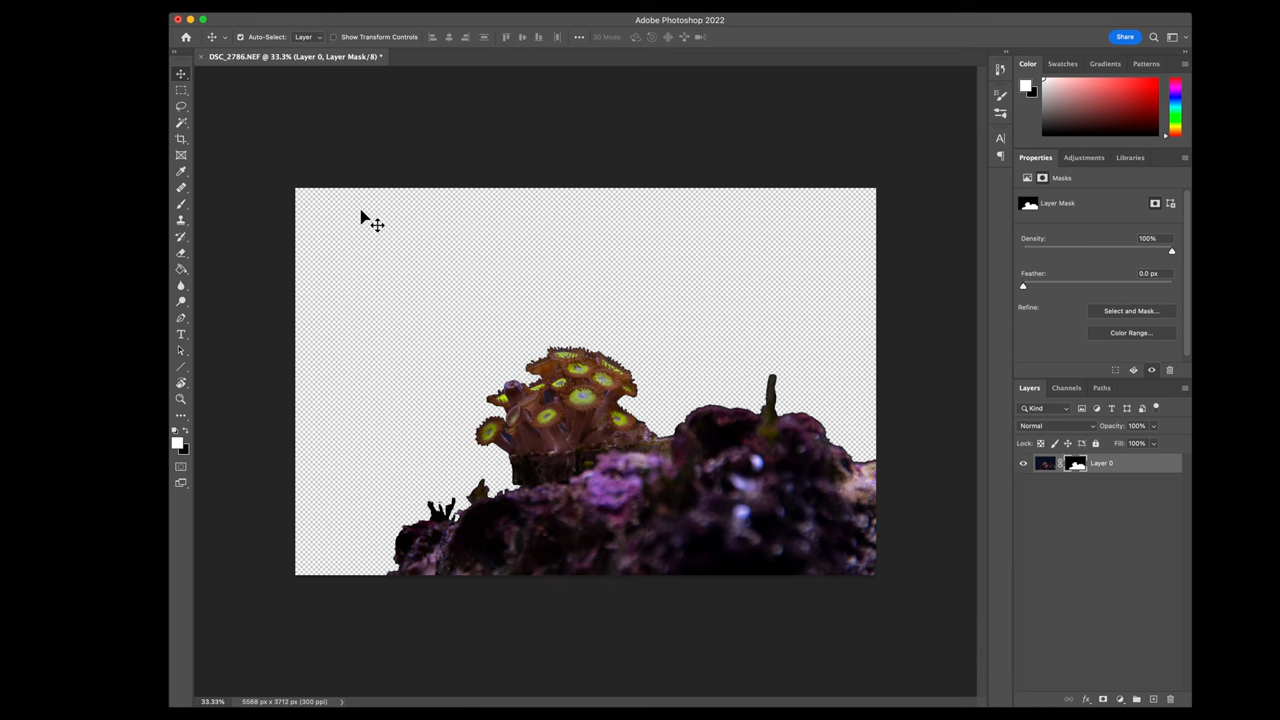 Adobe Photoshop 2022
Auto-Select: Layer Show Transform Controls 3D Mode: Share
DSC_2786.NEF @ 33.3% (Layer 0, Layer Mask/8) *
Color Swatches Gradients Patterns
Properties Adjustments Libraries
Masks
Layer Mask
Density: 100%
Feather: 0.0 px
Refine: Select and Mask...
Color Range...
Layers Channels Paths
Kind
Normal Opacity: 100%
Lock: Fill: 100%
Layer 0
33.33% 5568 px x 3712 px (300 ppi)